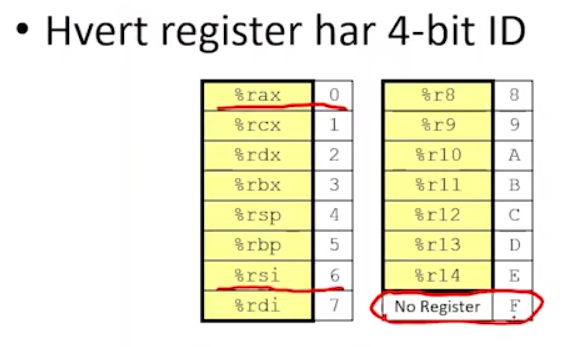 • Hvert register har 4-bit ID
%rax 0
%rcx 1
%rdx 2
%rbx 3
%rsp 4
%rbp 5
%rsi 6
%rdi 7
%r8 8
%r9 9
%r10 A
%r11 B
%r12 C
%r13 D
%r14 E
No Register F